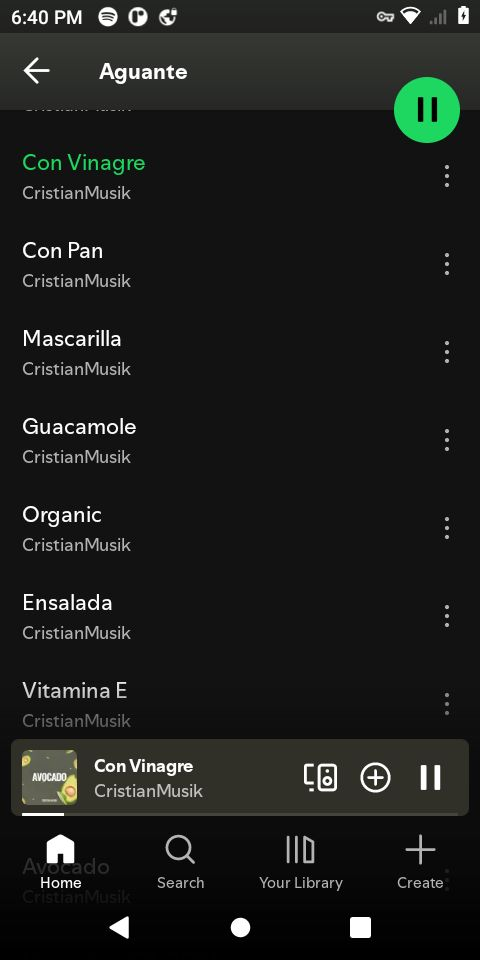 6:40 PM
Aguante
CristianMusik
Con Vinagre
CristianMusik
Con Pan
CristianMusik
Mascarilla
CristianMusik
Guacamole
CristianMusik
Organic
CristianMusik
Ensalada
CristianMusik
Vitamina E
CristianMusik
AVOCADO
Con Vinagre
CristianMusik
Avocado
Home
Search
Your Library
Create
CristianMusik